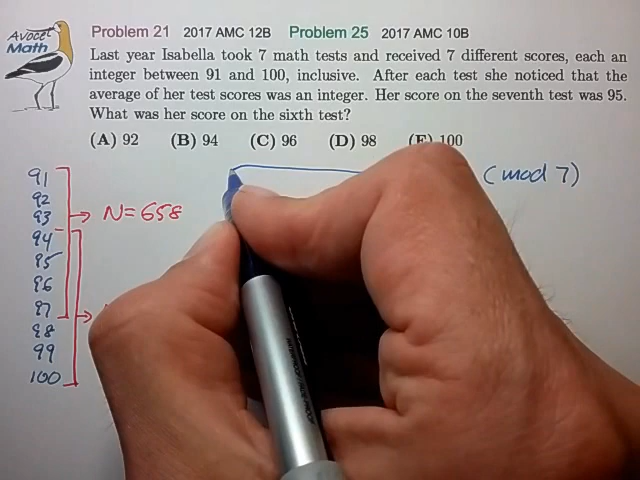 Avocet
Math
Problem 21 2017 AMC 12B Problem 25 2017 AMC 10B
Last year Isabella took 7 math tests and received 7 different scores, each an
integer between 91 and 100, inclusive. After each test she noticed that the
average of her test scores was an integer. Her score on the seventh test was 95.
What was her score on the sixth test?
(A) 92 (B) 94 (C) 96 (D) 98 (E) 100
91
92
93
94
95
96
97
98
99
100
N=658
(mod 7)